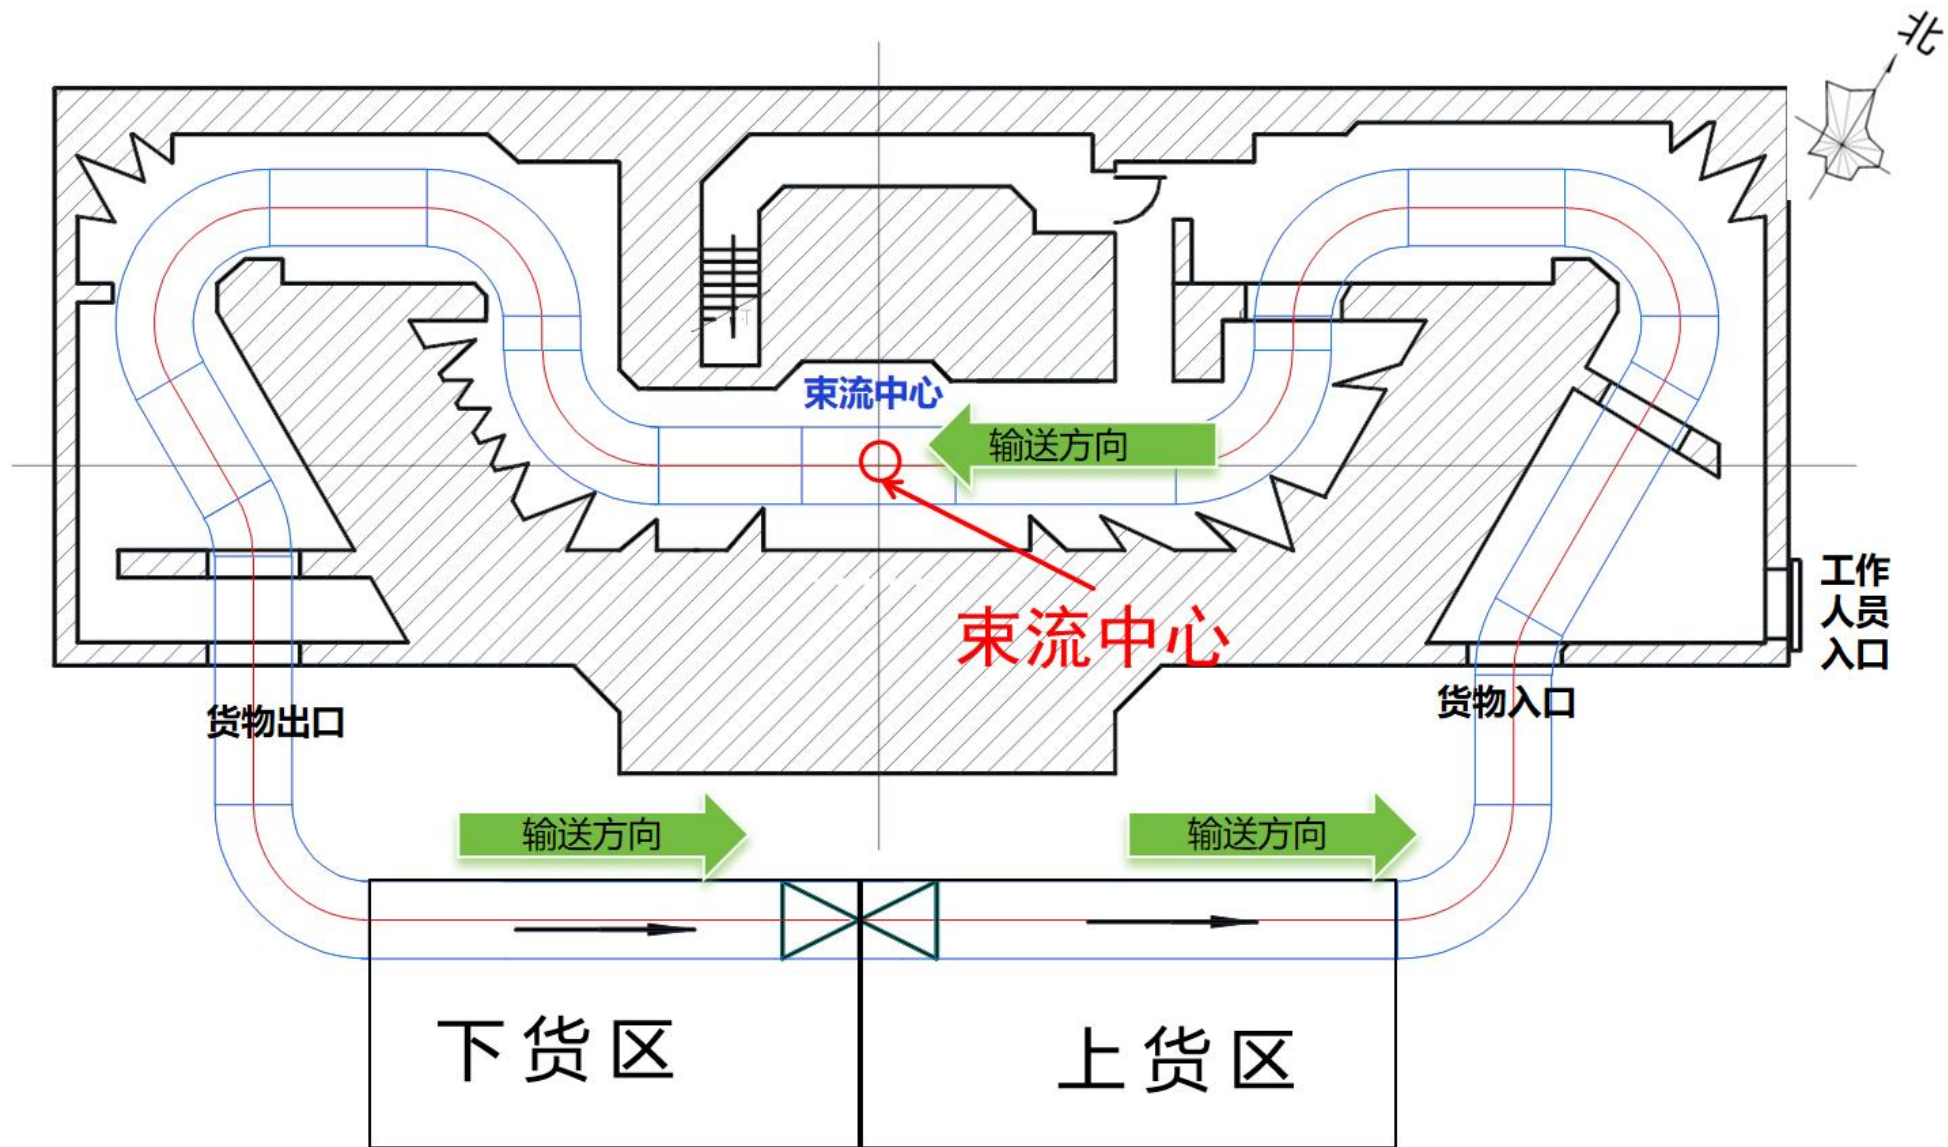 北
束流中心
输送方向
束流中心
工作
人员
入口
货物出口
货物入口
输送方向
输送方向
下货区
上货区